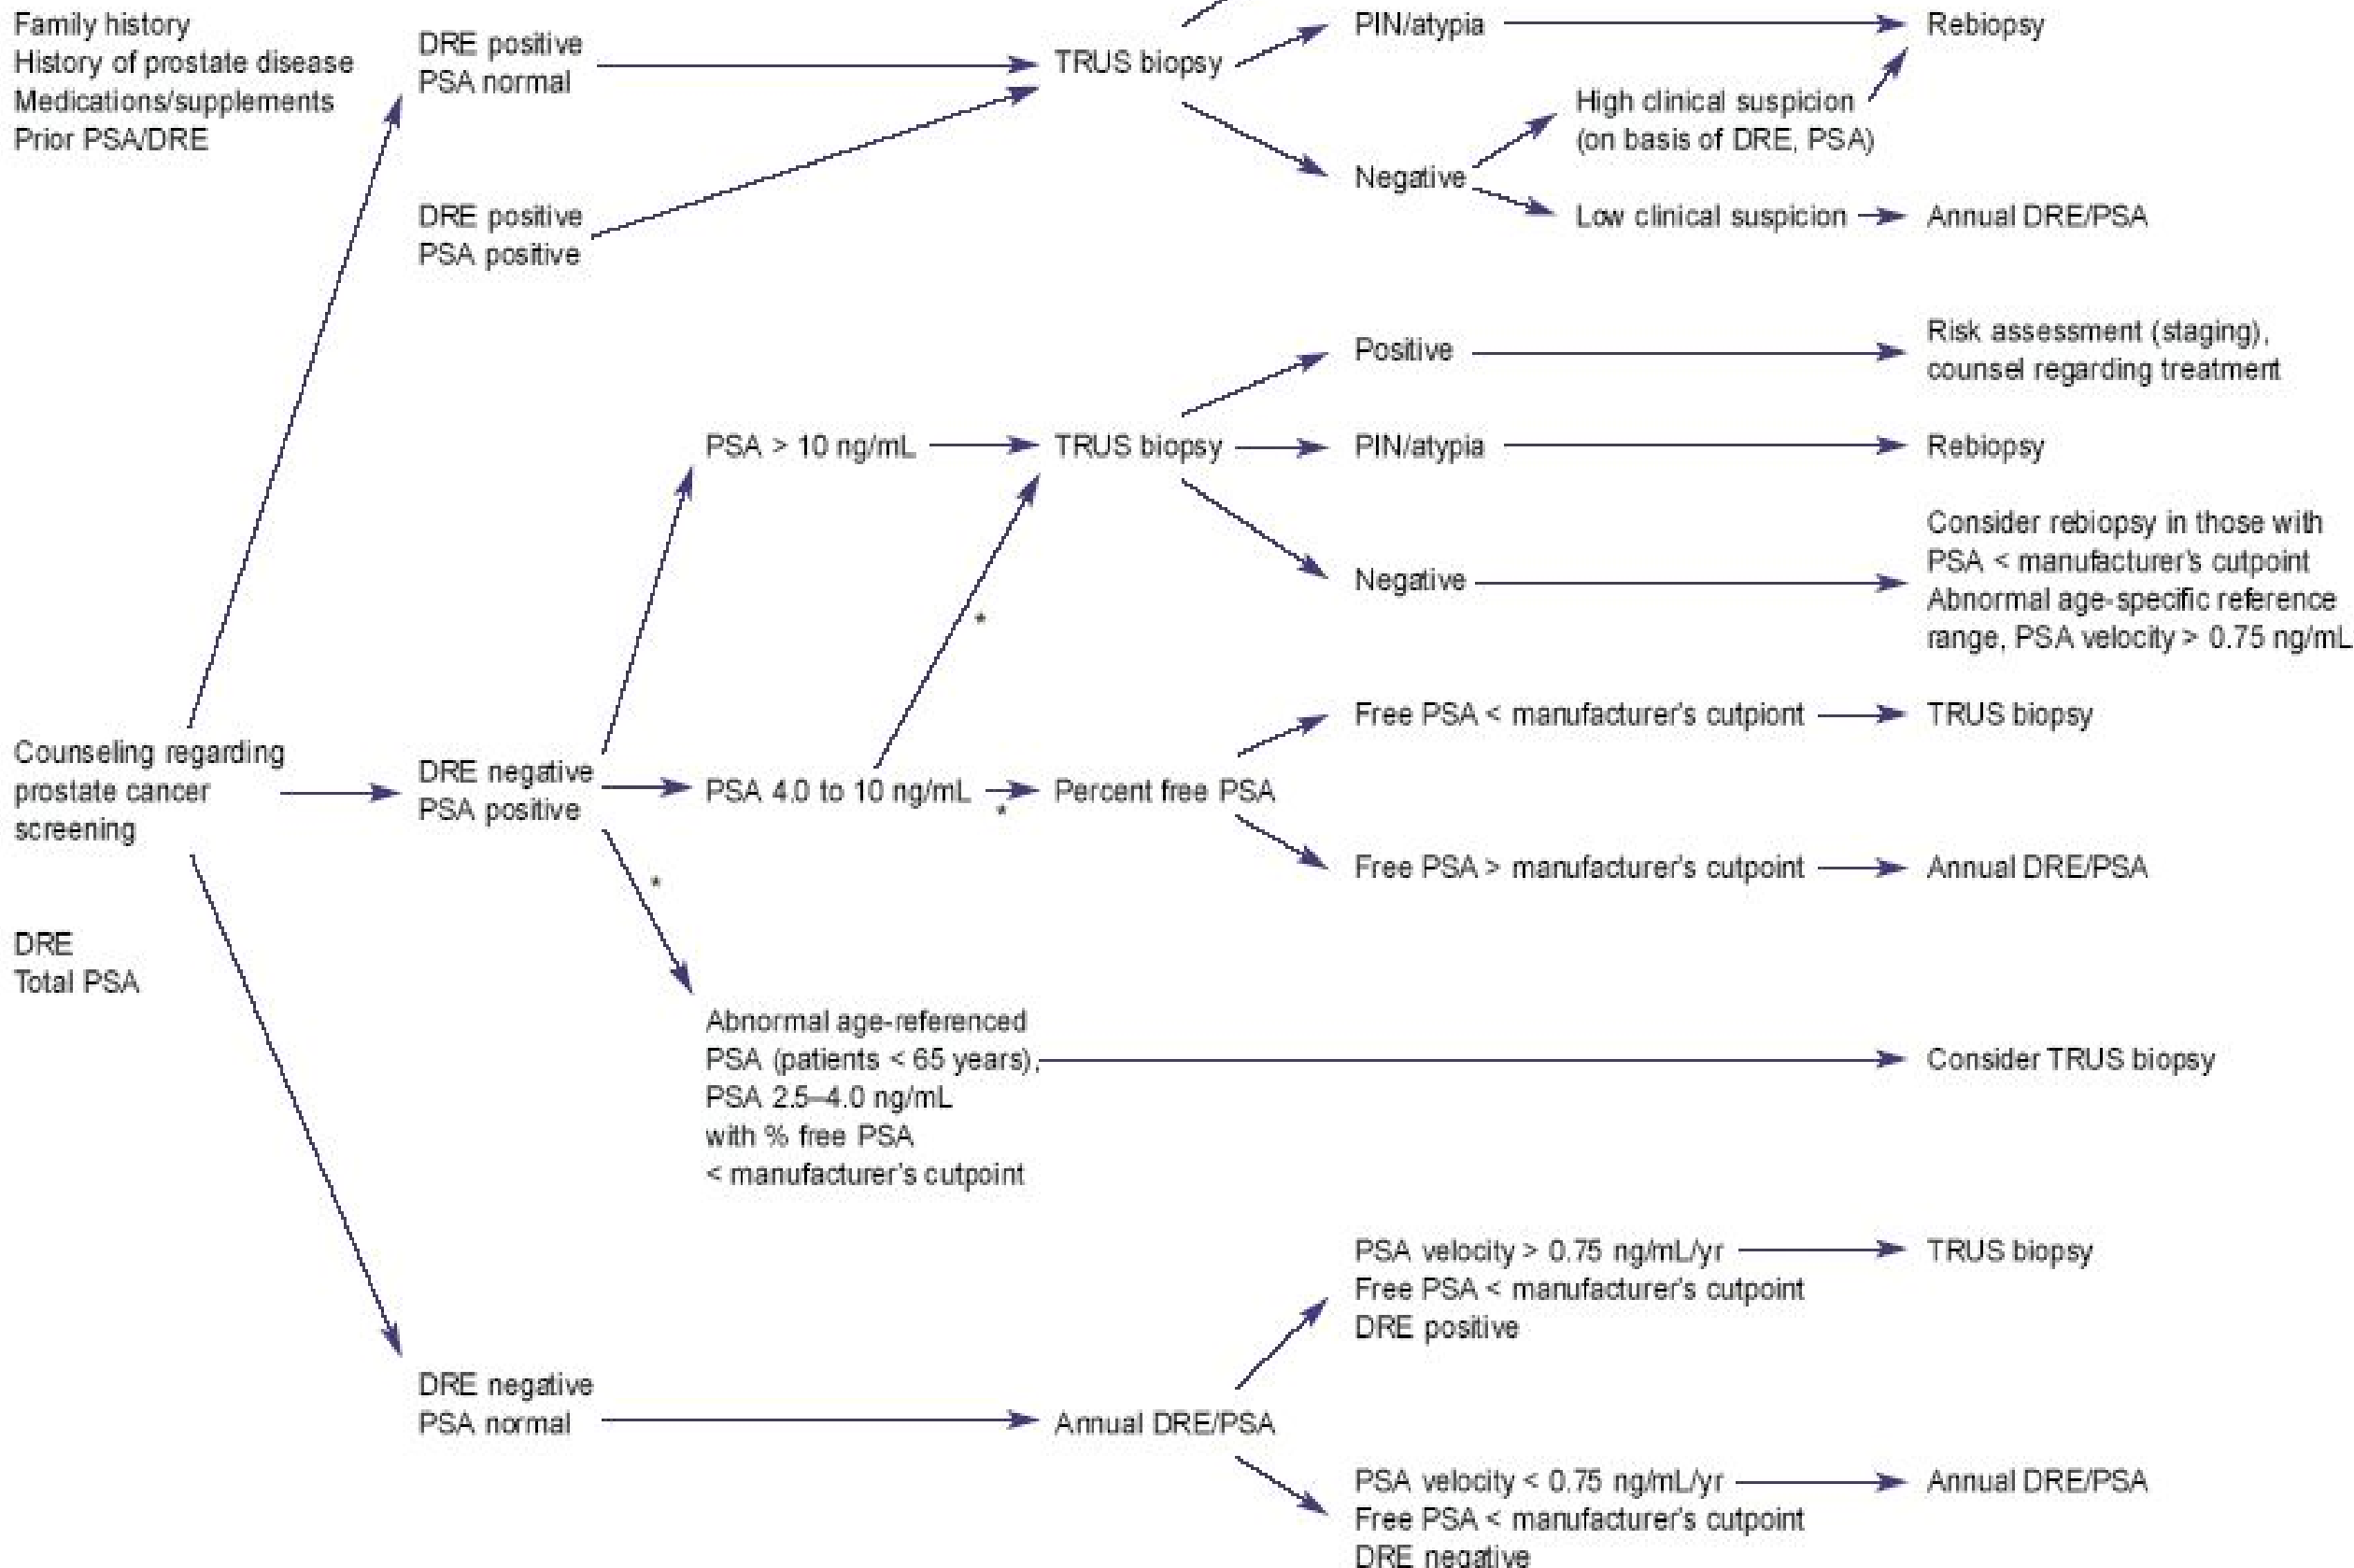 Family history
History of prostate disease
Medications/supplements
Prior PSA/DRE
DRE positive
PSA normal
TRUS biopsy
PIN/atypia
Rebiopsy
High clinical suspicion
(on basis of DRE, PSA)
Negative
Low clinical suspicion
Annual DRE/PSA
DRE positive
PSA positive
Positive
Risk assessment (staging),
counsel regarding treatment
PSA > 10 ng/mL
TRUS biopsy
PIN/atypia
Rebiopsy
Negative
Consider rebiopsy in those with
PSA < manufacturer's cutpoint
Abnormal age-specific reference
range, PSA velocity > 0.75 ng/mL
*
Counseling regarding
prostate cancer
screening
DRE negative
PSA positive
PSA 4.0 to 10 ng/mL
*
Percent free PSA
Free PSA < manufacturer's cutpiont
TRUS biopsy
Free PSA > manufacturer's cutpoint
Annual DRE/PSA
*
DRE
Total PSA
Abnormal age-referenced
PSA (patients < 65 years),
PSA 2.5–4.0 ng/mL
with % free PSA
< manufacturer's cutpoint
Consider TRUS biopsy
DRE negative
PSA normal
Annual DRE/PSA
PSA velocity > 0.75 ng/mL/yr
Free PSA < manufacturer's cutpoint
DRE positive
TRUS biopsy
PSA velocity < 0.75 ng/mL/yr
Free PSA < manufacturer's cutpoint
DRE negative
Annual DRE/PSA